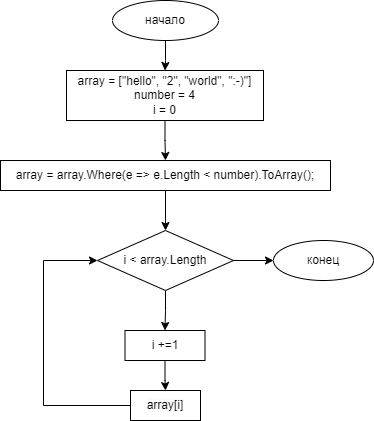 начало
array = ["hello", "2", "world", ":-)"]
number = 4
i = 0
array = array.Where(e => e.Length < number).ToArray();
i < array.Length
конец
i +=1
array[i]